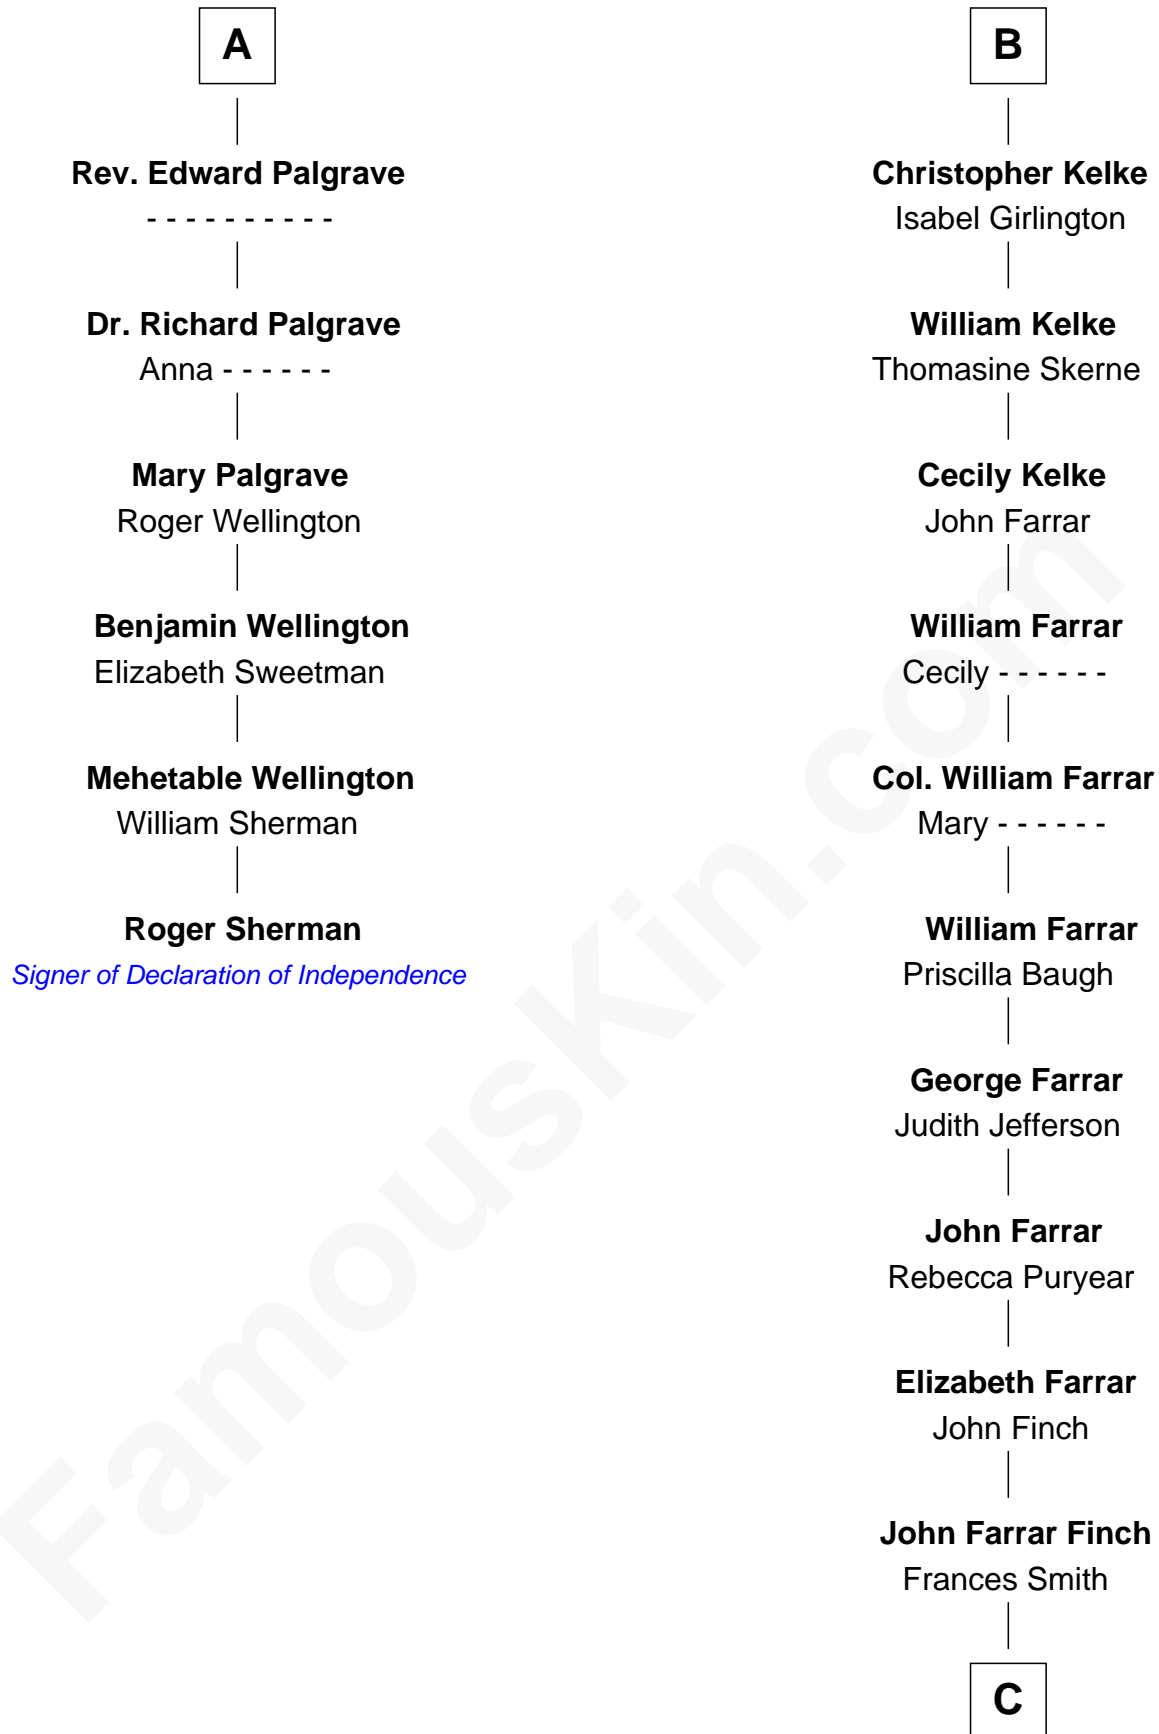 A
Rev. Edward Palgrave
- - - - - - - - - -
Dr. Richard Palgrave
Anna - - - - - -
Mary Palgrave
Roger Wellington
Benjamin Wellington
Elizabeth Sweetman
Mehetable Wellington
William Sherman
Roger Sherman
Signer of Declaration of Independence
B
Christopher Kelke
Isabel Girlington
William Kelke
Thomasine Skerne
Cecily Kelke
John Farrar
William Farrar
Cecily - - - - - -
Col. William Farrar
Mary - - - - - -
William Farrar
Priscilla Baugh
George Farrar
Judith Jefferson
John Farrar
Rebecca Puryear
Elizabeth Farrar
John Finch
John Farrar Finch
Frances Smith
C
FamousKin.com